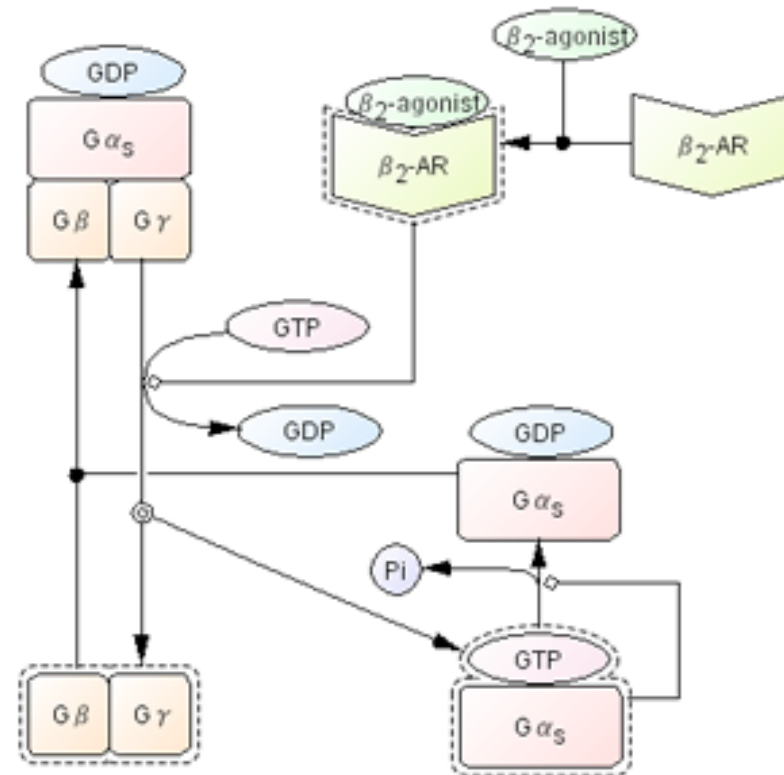 β2-agonist
GDP
β2-agonist
Gαs
β2-AR
β2-AR
Gβ
Gγ
GTP
GDP
GDP
Gαs
Pi
GTP
Gβ
Gγ
Gαs